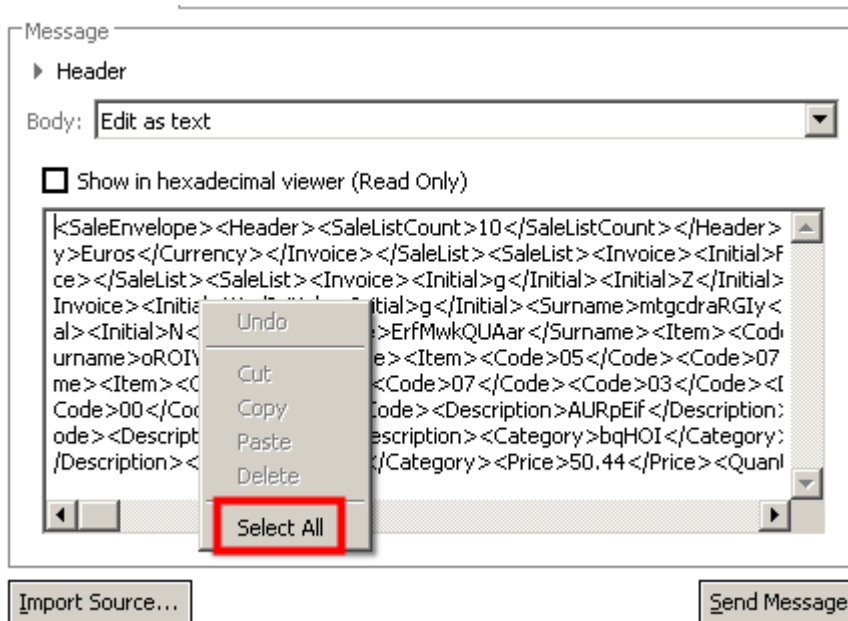 Message
Header
Body: Edit as text
Show in hexadecimal viewer (Read Only)
<SaleEnvelope><Header><SaleListCount>10</SaleListCount></Header>
y>Euros</Currency></Invoice></SaleList><SaleList><Invoice><Initial>F
ce></SaleList><SaleList><Invoice><Initial>g</Initial><Initial>Z</Initial>
Invoice><Initial>g</Initial><Surname>mtgcdraRGIy<
al><Initial>N< >ErfMwkQUAar</Surname><Item><Code
urname>oROIY e><Item><Code>05</Code><Code>07
me><Item><C <Code>07</Code><Code>03</Code><D
Code>00</Cod Code><Description>AURpEif</Description>
ode><Descript escription><Category>bqHOI</Category>
/Description>< </Category><Price>50.44</Price><Quant
Undo
Cut
Copy
Paste
Delete
Select All
Import Source...
Send Message